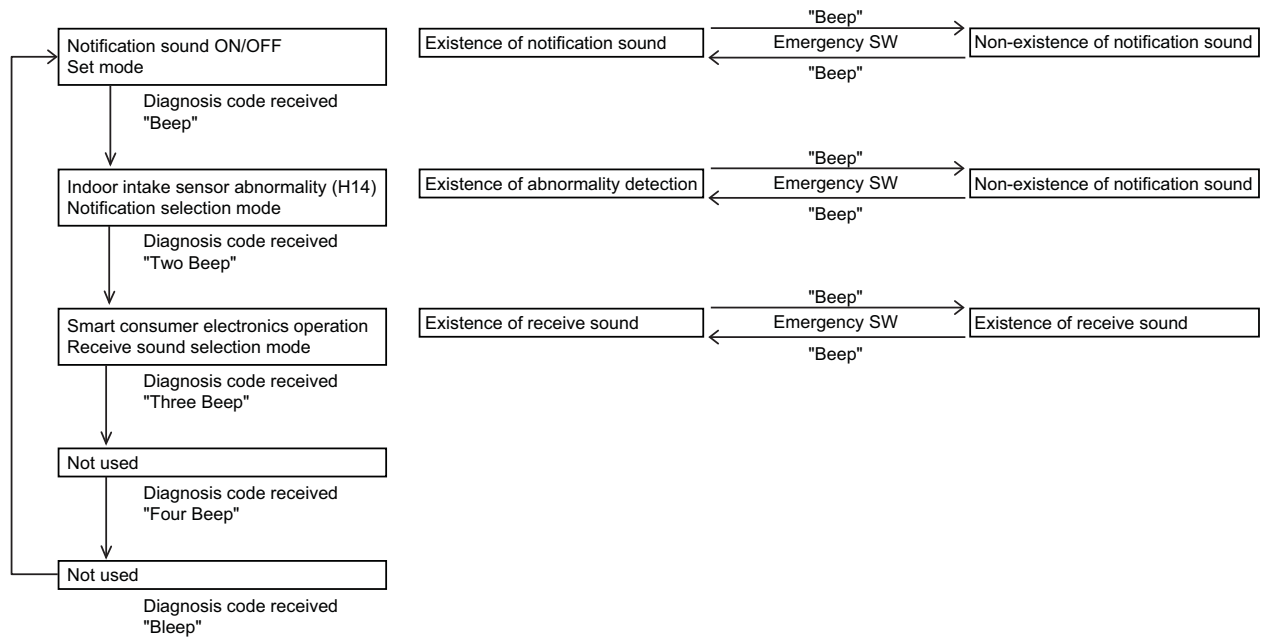 "Beep"
Notification sound ON/OFF
Set mode
Existence of notification sound
Emergency SW
Non-existence of notification sound
"Beep"
Diagnosis code received
"Beep"
"Beep"
Indoor intake sensor abnormality (H14)
Notification selection mode
Existence of abnormality detection
Emergency SW
Non-existence of notification sound
"Beep"
Diagnosis code received
"Two Beep"
"Beep"
Smart consumer electronics operation
Receive sound selection mode
Existence of receive sound
Emergency SW
Existence of receive sound
"Beep"
Diagnosis code received
"Three Beep"
Not used
Diagnosis code received
"Four Beep"
Not used
Diagnosis code received
"Bleep"